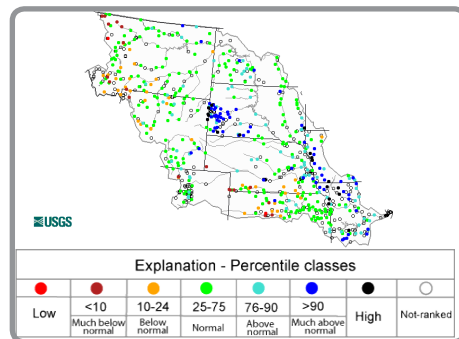 USGS
Explanation - Percentile classes
Low
<10
10-24
25-75
76-90
>90
High
Not-ranked
Much below normal
Below normal
Normal
Above normal
Much above normal